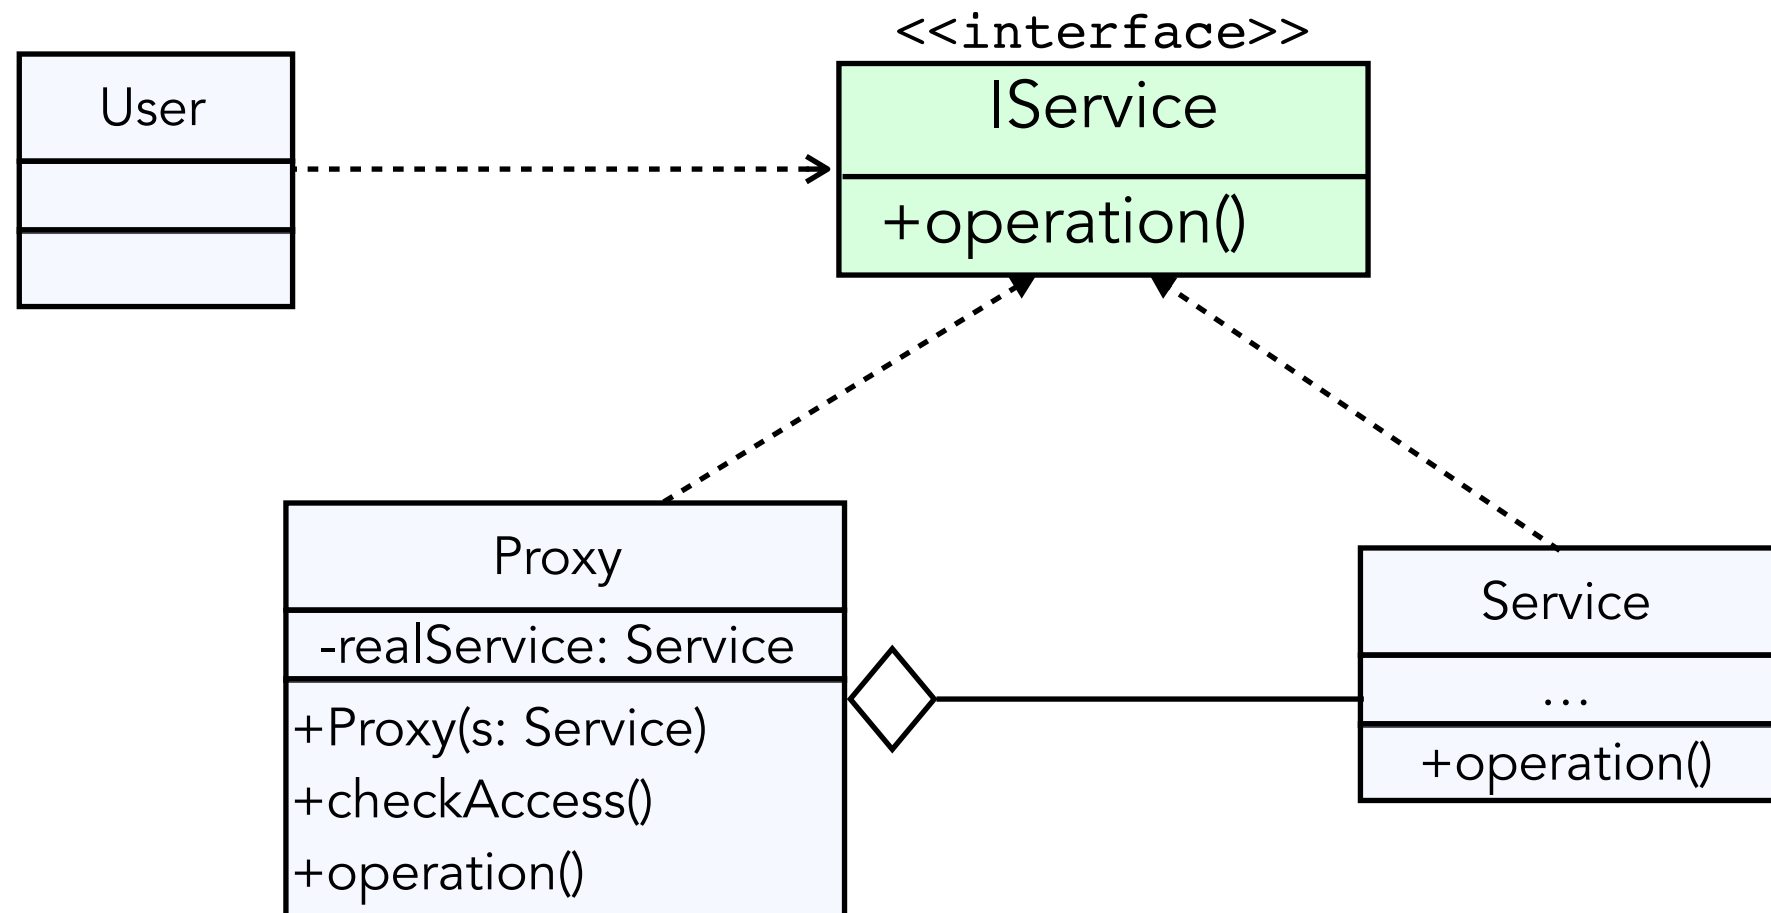 <<interface>>
User
IService
+operation()
Proxy
-realService: Service
+Proxy(s: Service)
+checkAccess()
+operation()
Service
...
+operation()